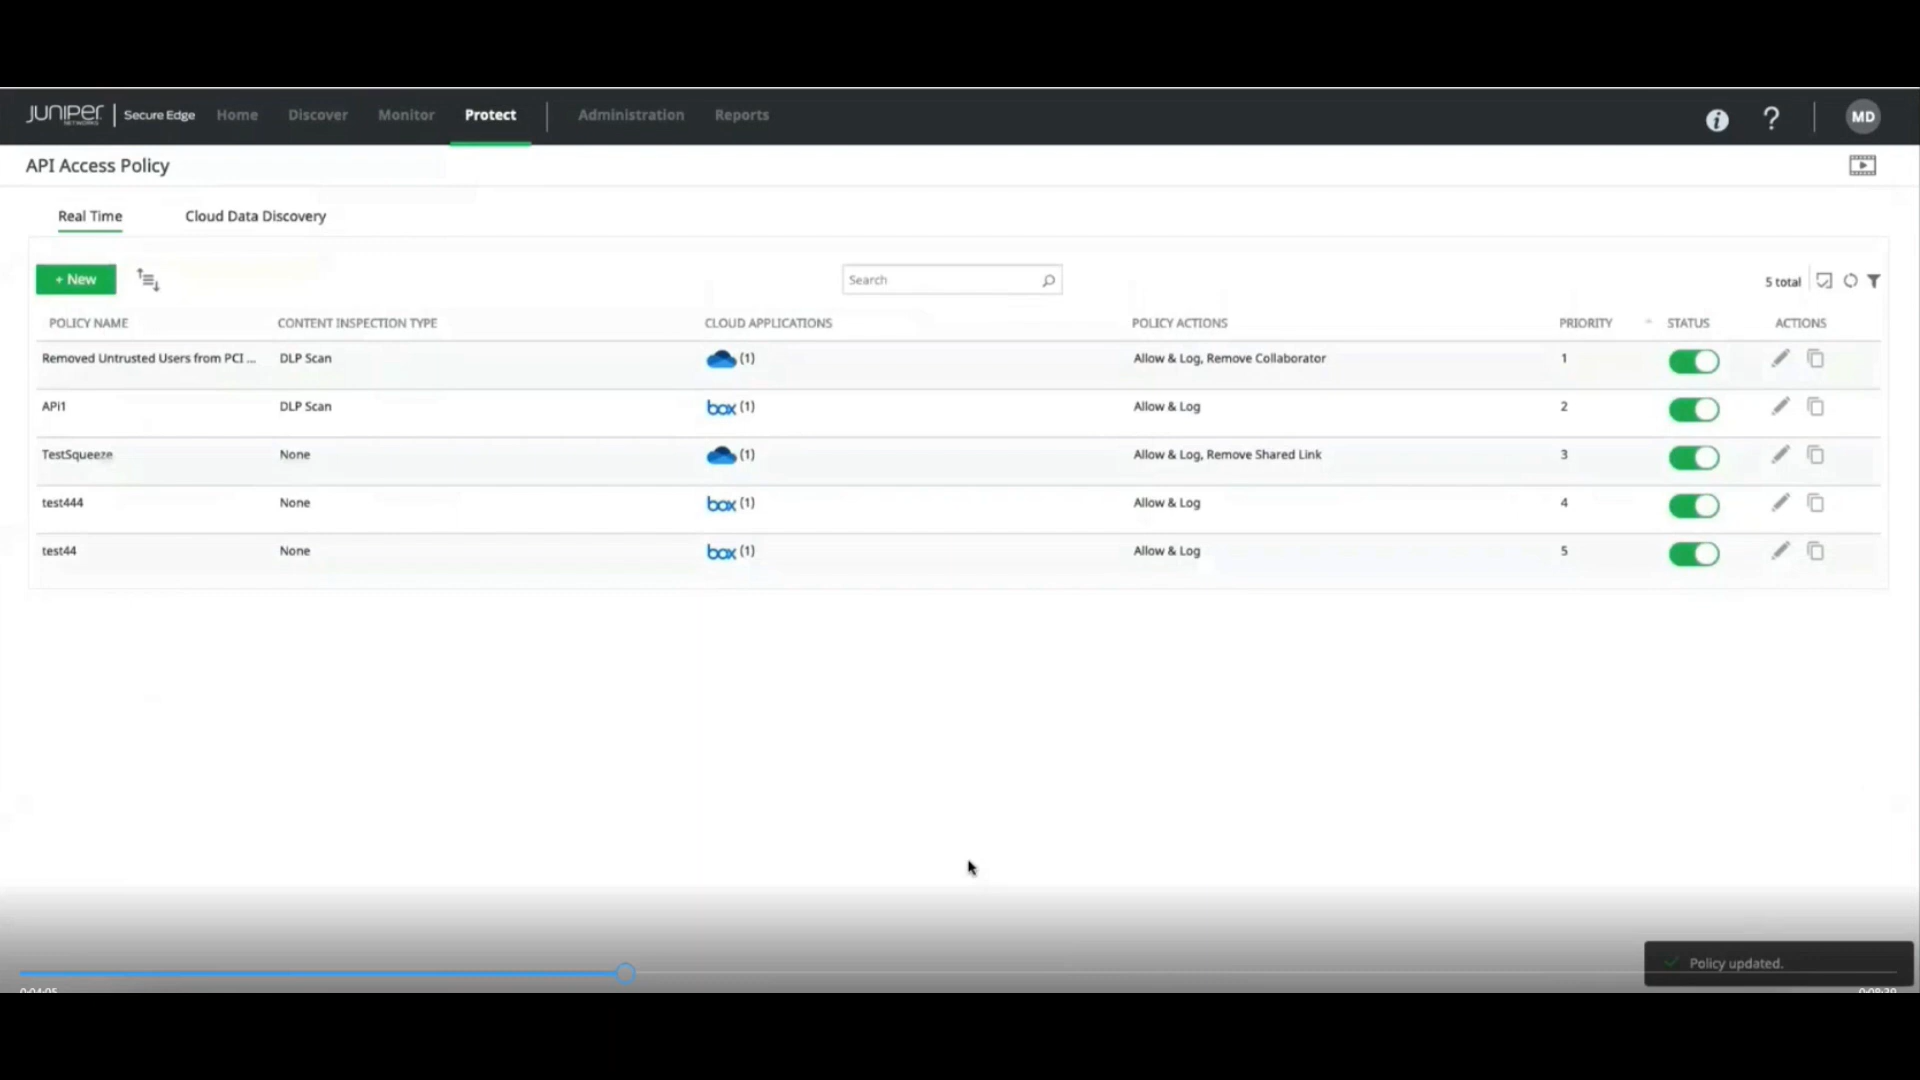 JUNIPER NETWORKS | Secure Edge Home Discover Monitor Protect Administration Reports ? MD
API Access Policy
Real Time Cloud Data Discovery
+ New Search 5 total
POLICY NAME CONTENT INSPECTION TYPE CLOUD APPLICATIONS POLICY ACTIONS PRIORITY STATUS ACTIONS
Removed Untrusted Users from PCI ... DLP Scan (1) Allow & Log, Remove Collaborator 1
APi1 DLP Scan box (1) Allow & Log 2
TestSqueeze None (1) Allow & Log, Remove Shared Link 3
test444 None box (1) Allow & Log 4
test44 None box (1) Allow & Log 5
Policy updated.